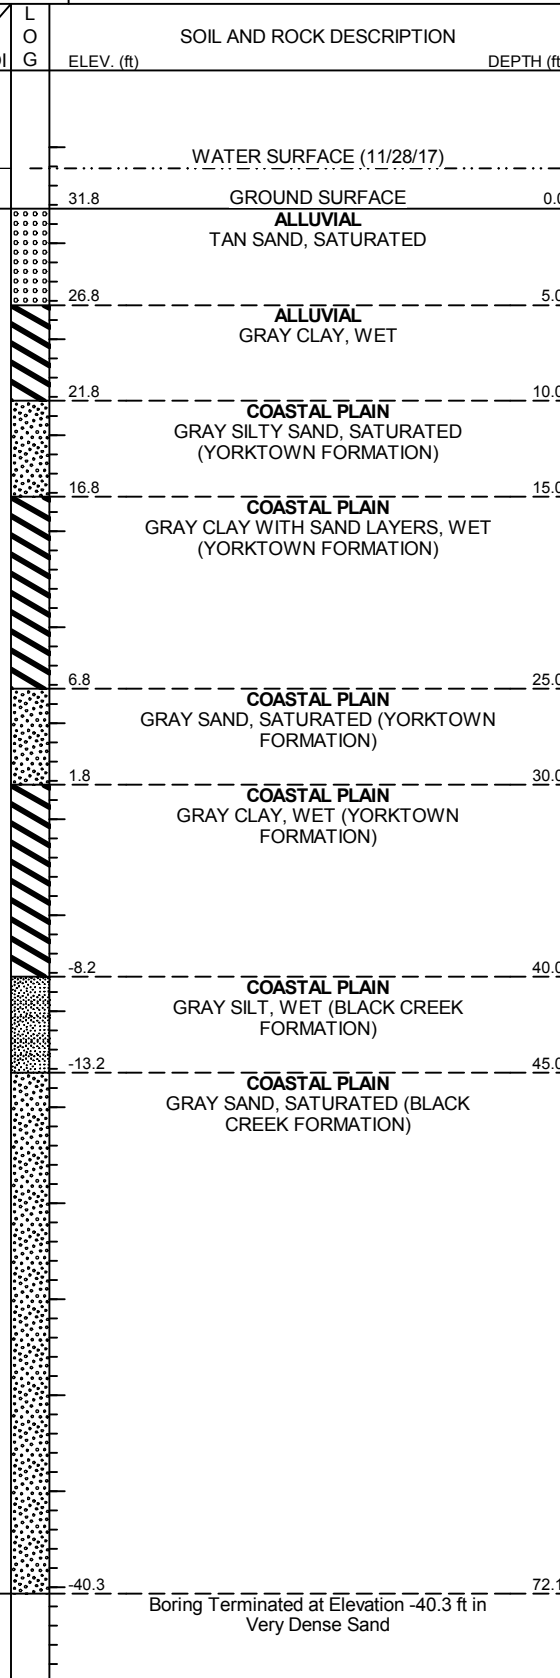 L
O
G
SOIL AND ROCK DESCRIPTION
ELEV. (ft) DEPTH (ft
WATER SURFACE (11/28/17)
31.8 GROUND SURFACE 0.0
ALLUVIAL
TAN SAND, SATURATED
26.8 5.0
ALLUVIAL
GRAY CLAY, WET
21.8 10.0
COASTAL PLAIN
GRAY SILTY SAND, SATURATED
(YORKTOWN FORMATION)
16.8 15.0
COASTAL PLAIN
GRAY CLAY WITH SAND LAYERS, WET
(YORKTOWN FORMATION)
6.8 25.0
COASTAL PLAIN
GRAY SAND, SATURATED (YORKTOWN
FORMATION)
1.8 30.0
COASTAL PLAIN
GRAY CLAY, WET (YORKTOWN
FORMATION)
-8.2 40.0
COASTAL PLAIN
GRAY SILT, WET (BLACK CREEK
FORMATION)
-13.2 45.0
COASTAL PLAIN
GRAY SAND, SATURATED (BLACK
CREEK FORMATION)
-40.3 72.1
Boring Terminated at Elevation -40.3 ft in
Very Dense Sand